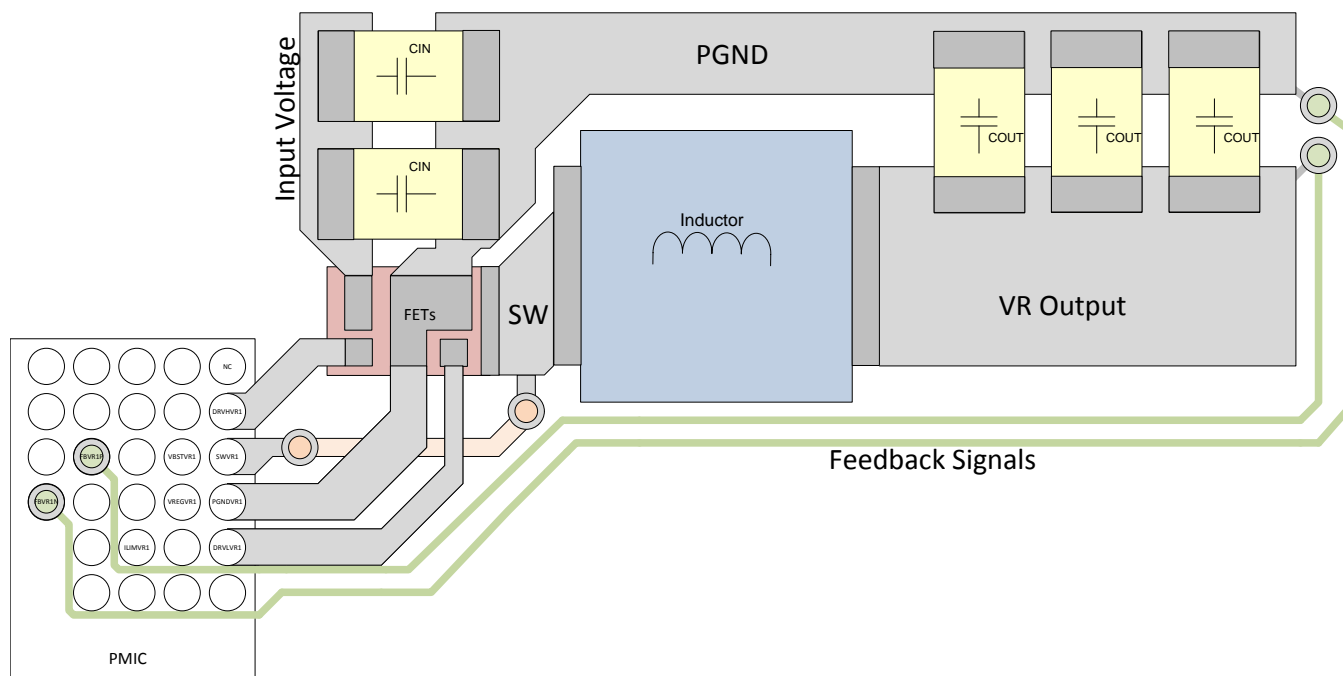 CIN
PGND
Input Voltage
COUT
COUT
COUT
CIN
Inductor
VR Output
SW
FETs
NC
DRVHVR1
FBVR1P
VBSTVR1
SWVR1
Feedback Signals
FBVR1N
VREGVR1
PGNDVR1
ILIMVR1
DRVLVR1
PMIC